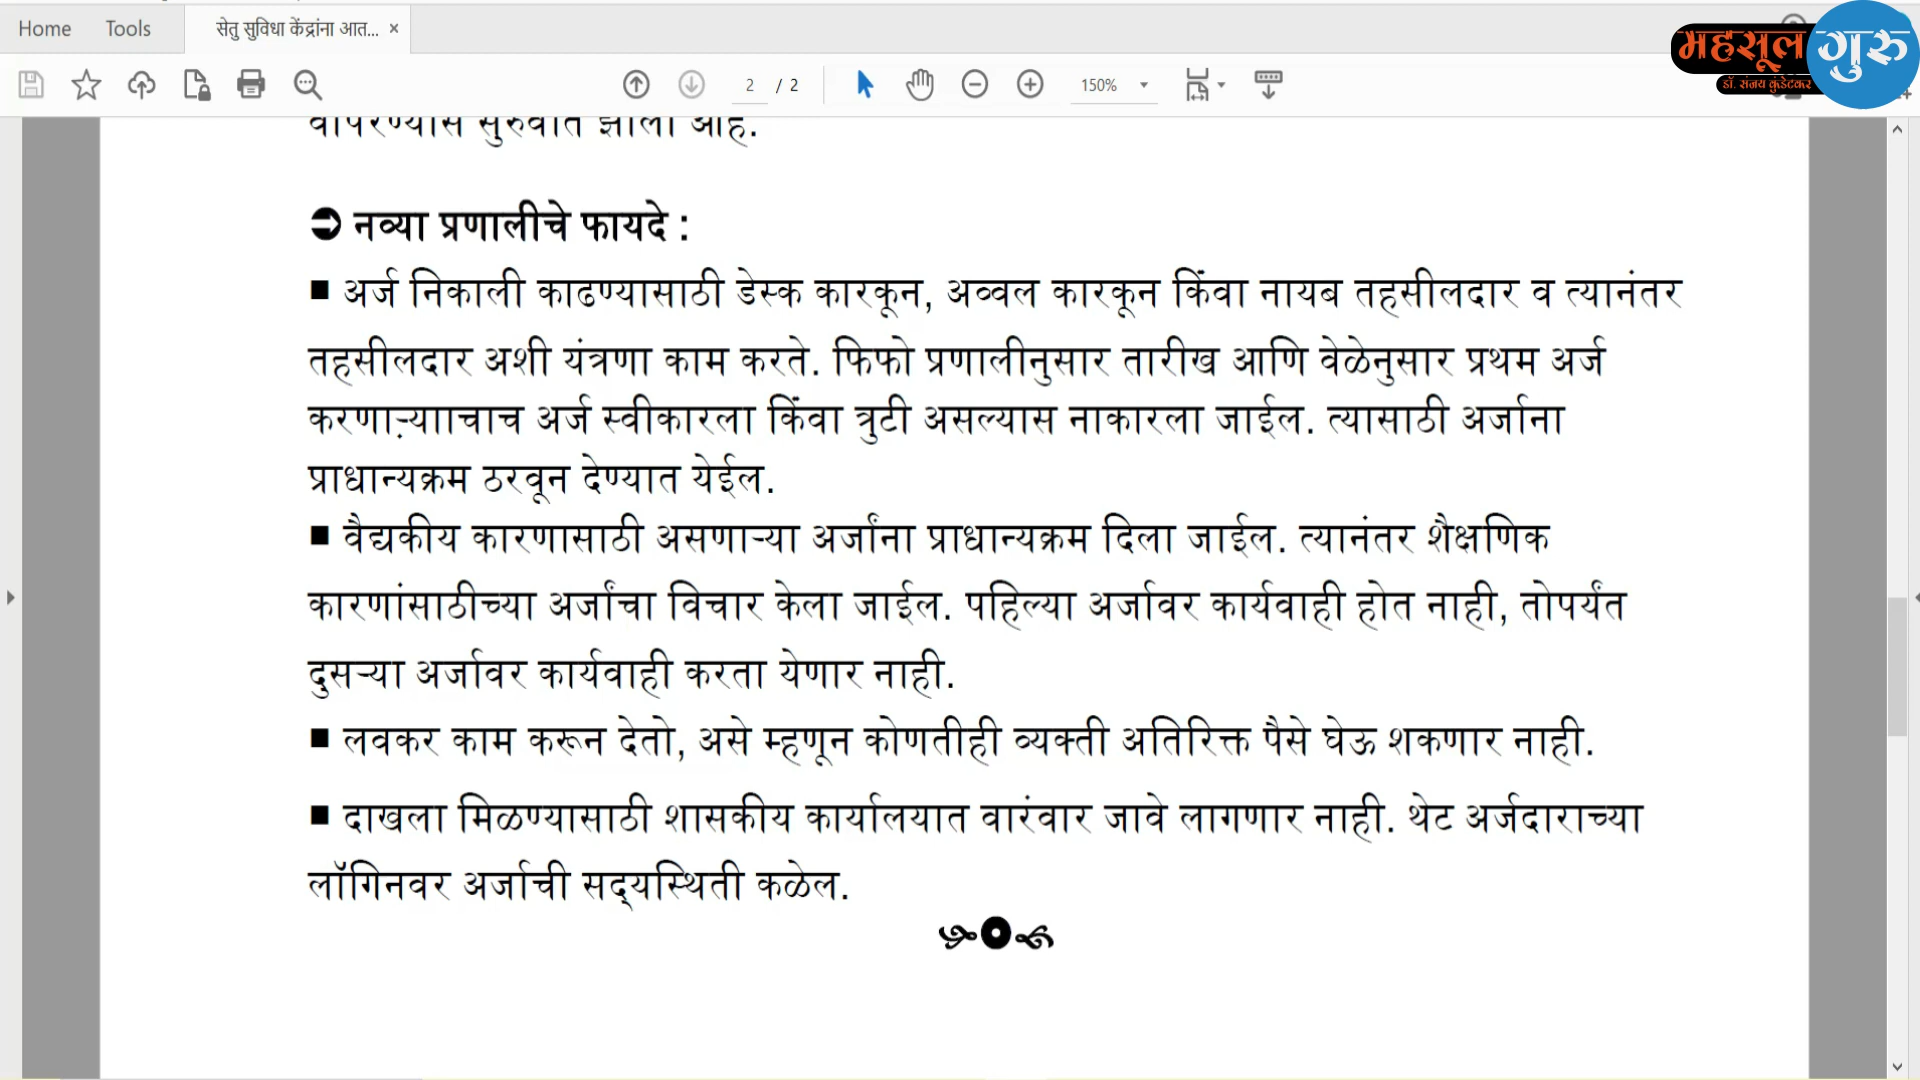 Home
Tools
सेतु सुविधा केंद्रांना आत... ×
महसूल गुरु
डॉ. संजय कुंडेटकर
2 / 2
150%
वापरण्यास सुरुवात झाली आहे.
➲ नव्या प्रणालीचे फायदे :
■ अर्ज निकाली काढण्यासाठी डेस्क कारकून, अव्वल कारकून किंवा नायब तहसीलदार व त्यानंतर
तहसीलदार अशी यंत्रणा काम करते. फिफो प्रणालीनुसार तारीख आणि वेळेनुसार प्रथम अर्ज
करणाऱ्यााचाच अर्ज स्वीकारला किंवा त्रुटी असल्यास नाकारला जाईल. त्यासाठी अर्जाना
प्राधान्यक्रम ठरवून देण्यात येईल.
■ वैद्यकीय कारणासाठी असणाऱ्या अर्जांना प्राधान्यक्रम दिला जाईल. त्यानंतर शैक्षणिक
कारणांसाठीच्या अर्जांचा विचार केला जाईल. पहिल्या अर्जावर कार्यवाही होत नाही, तोपर्यंत
दुसऱ्या अर्जावर कार्यवाही करता येणार नाही.
■ लवकर काम करून देतो, असे म्हणून कोणतीही व्यक्ती अतिरिक्त पैसे घेऊ शकणार नाही.
■ दाखला मिळण्यासाठी शासकीय कार्यालयात वारंवार जावे लागणार नाही. थेट अर्जदाराच्या
लॉगिनवर अर्जाची सद्‌यस्थिती कळेल.